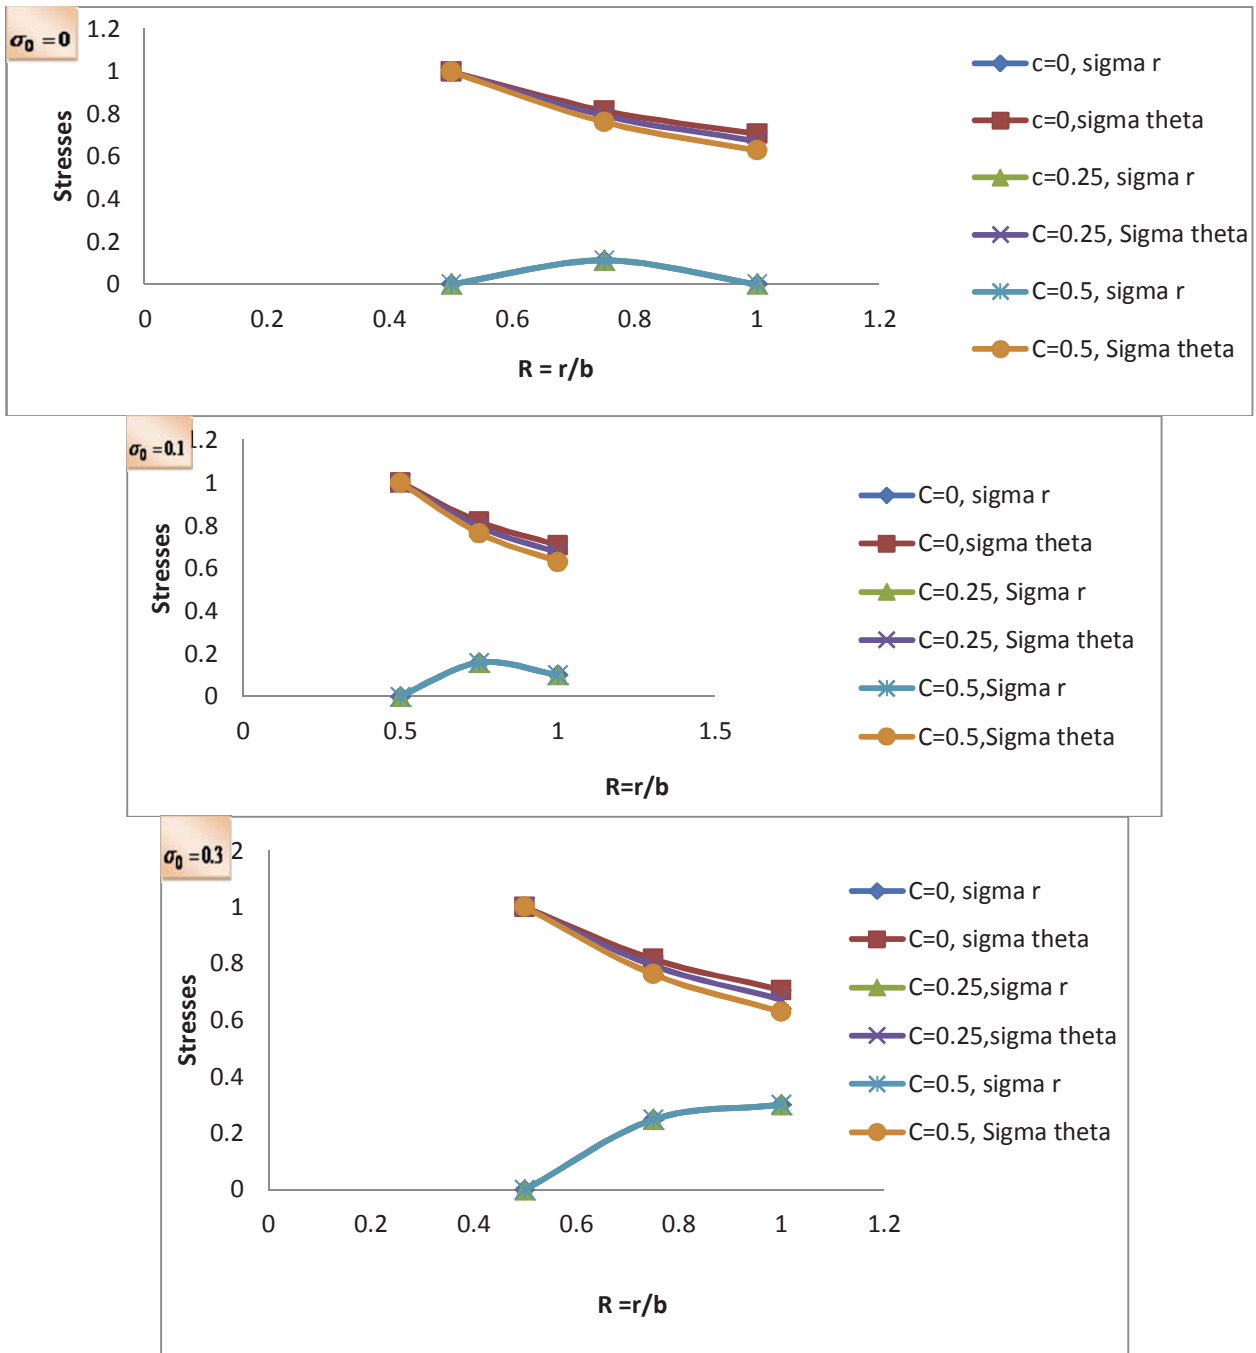 σ₀ = 0
1.2
1
0.8
0.6
0.4
0.2
0
Stresses
0 0.2 0.4 0.6 0.8 1 1.2
R = r/b
c=0, sigma r
c=0,sigma theta
c=0.25, sigma r
C=0.25, Sigma theta
C=0.5, sigma r
C=0.5, Sigma theta
σ₀ = 0.1
1.2
1
0.8
0.6
0.4
0.2
0
Stresses
0 0.5 1 1.5
R=r/b
C=0, sigma r
C=0,sigma theta
C=0.25, Sigma r
C=0.25, Sigma theta
C=0.5,Sigma r
C=0.5,Sigma theta
σ₀ = 0.3
2
1
0.8
0.6
0.4
0.2
0
Stresses
0 0.2 0.4 0.6 0.8 1 1.2
R =r/b
C=0, sigma r
C=0, sigma theta
C=0.25,sigma r
C=0.25,sigma theta
C=0.5, sigma r
C=0.5, Sigma theta